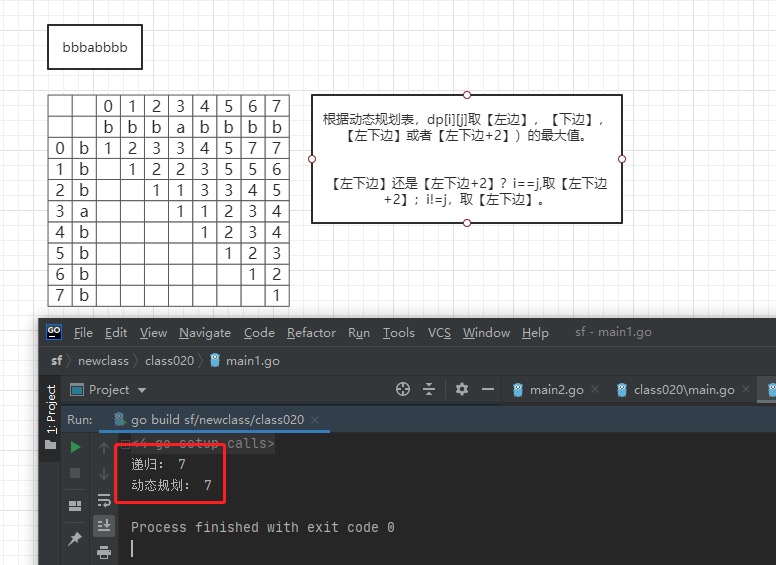 bbbabbbb
0 1 2 3 4 5 6 7
b b b a b b b b
0 b 1 2 3 3 4 5 7 7
1 b 1 2 2 3 5 5 6
2 b 1 1 3 3 4 5
3 a 1 1 2 3 4
4 b 1 2 3 4
5 b 1 2 3
6 b 1 2
7 b 1
根据动态规划表，dp[i][j]取【左边】，【下边】，
【左下边】或者【左下边+2】）的最大值。
【左下边】还是【左下边+2】？i==j,取【左下边
+2】；i!=j，取【左下边】。
GO File Edit View Navigate Code Refactor Run Tools VCS Window Help sf - main1.go
sf newclass class020 main1.go
1: Project
Project main2.go class020\main.go
Run: go build sf/newclass/class020
<4 go setup calls>
递归： 7
动态规划： 7
Process finished with exit code 0